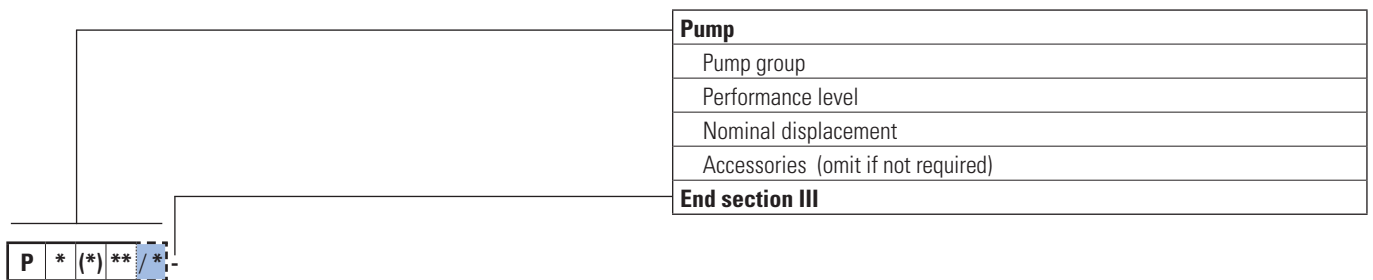 Pump
Pump group
Performance level
Nominal displacement
Accessories (omit if not required)
End section III
P * (*) ** / * -